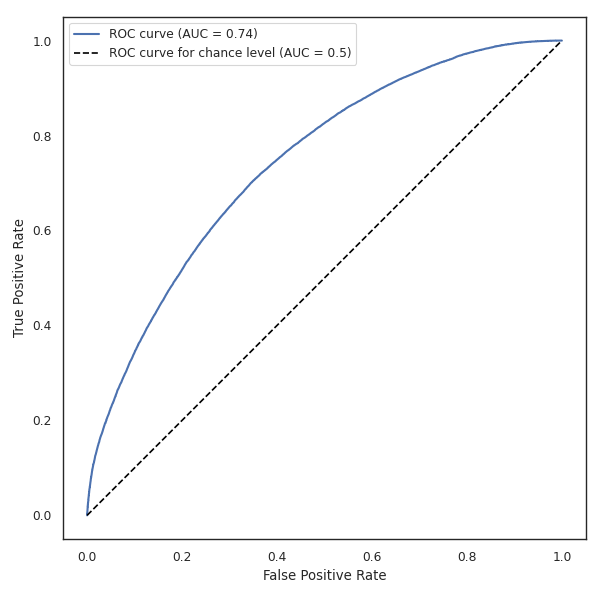 ROC curve (AUC = 0.74)
ROC curve for chance level (AUC = 0.5)
True Positive Rate
1.0
0.8
0.6
0.4
0.2
0.0
0.0 0.2 0.4 0.6 0.8 1.0
False Positive Rate